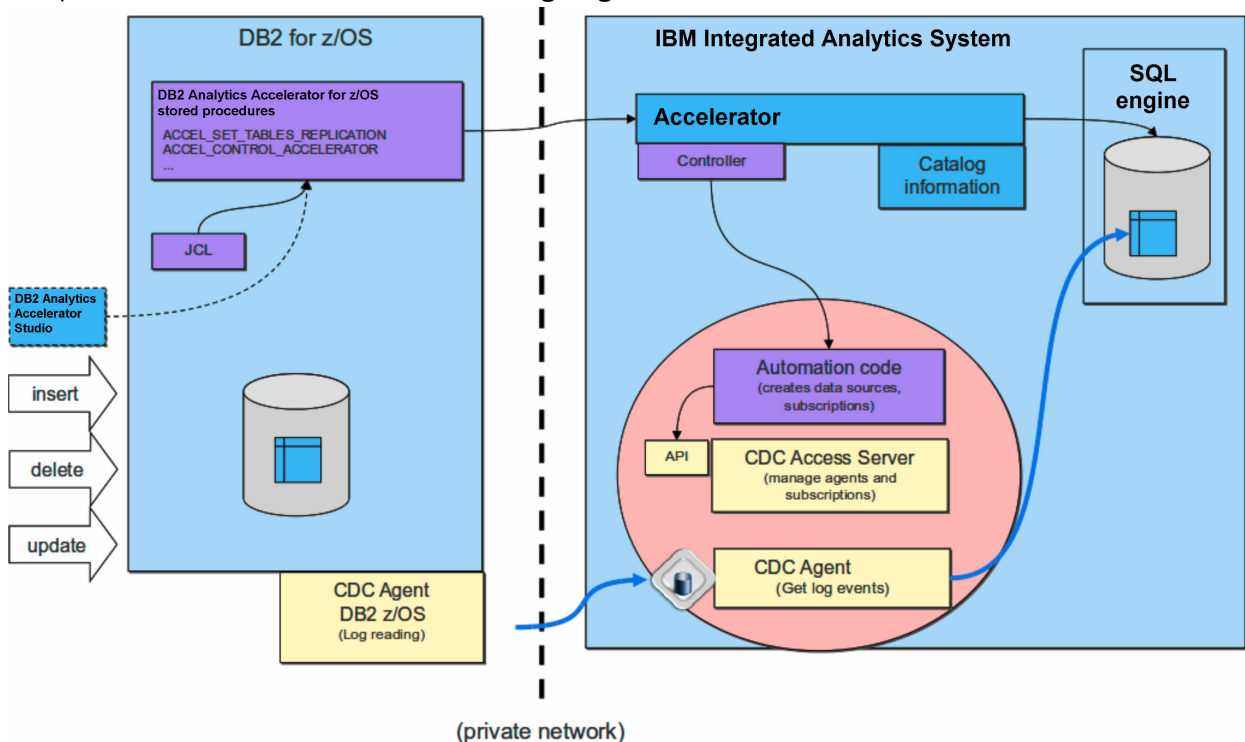 DB2 for z/OS
DB2 Analytics Accelerator for z/OS
stored procedures
ACCEL_SET_TABLES_REPLICATION
ACCEL_CONTROL_ACCELERATOR
...
JCL
DB2 Analytics
Accelerator
Studio
insert
delete
update
CDC Agent
DB2 z/OS
(Log reading)
(private network)
IBM Integrated Analytics System
Accelerator
Controller
Catalog
information
SQL
engine
Automation code
(creates data sources,
subscriptions)
API
CDC Access Server
(manage agents and
subscriptions)
CDC Agent
(Get log events)